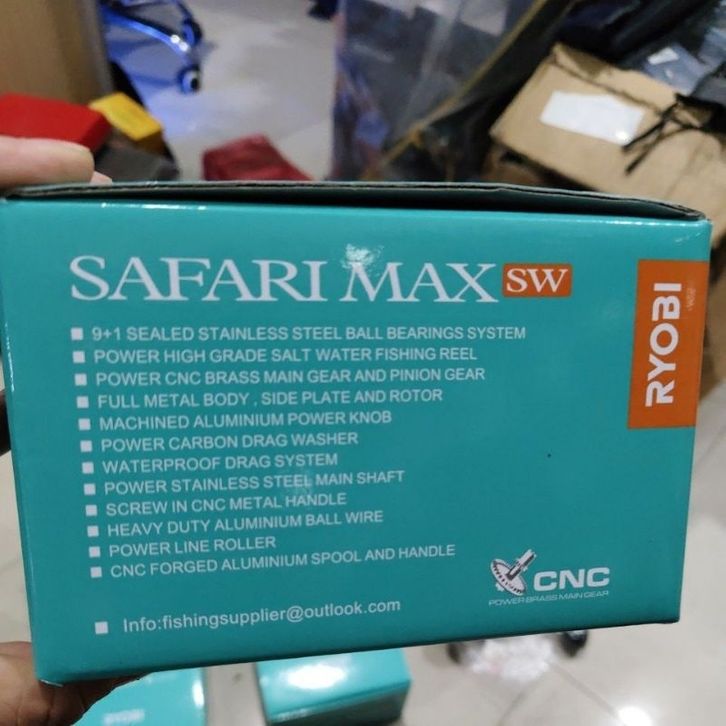 SAFARI MAX SW
9+1 SEALED STAINLESS STEEL BALL BEARINGS SYSTEM
POWER HIGH GRADE SALT WATER FISHING REEL
POWER CNC BRASS MAIN GEAR AND PINION GEAR
FULL METAL BODY , SIDE PLATE AND ROTOR
MACHINED ALUMINIUM POWER KNOB
POWER CARBON DRAG WASHER
WATERPROOF DRAG SYSTEM
POWER STAINLESS STEEL MAIN SHAFT
SCREW IN CNC METAL HANDLE
HEAVY DUTY ALUMINIUM BALL WIRE
POWER LINE ROLLER
CNC FORGED ALUMINIUM SPOOL AND HANDLE
Info:fishingsupplier@outlook.com
RYOBI
CNC
POWER BRASS MAIN GEAR
RYOBI